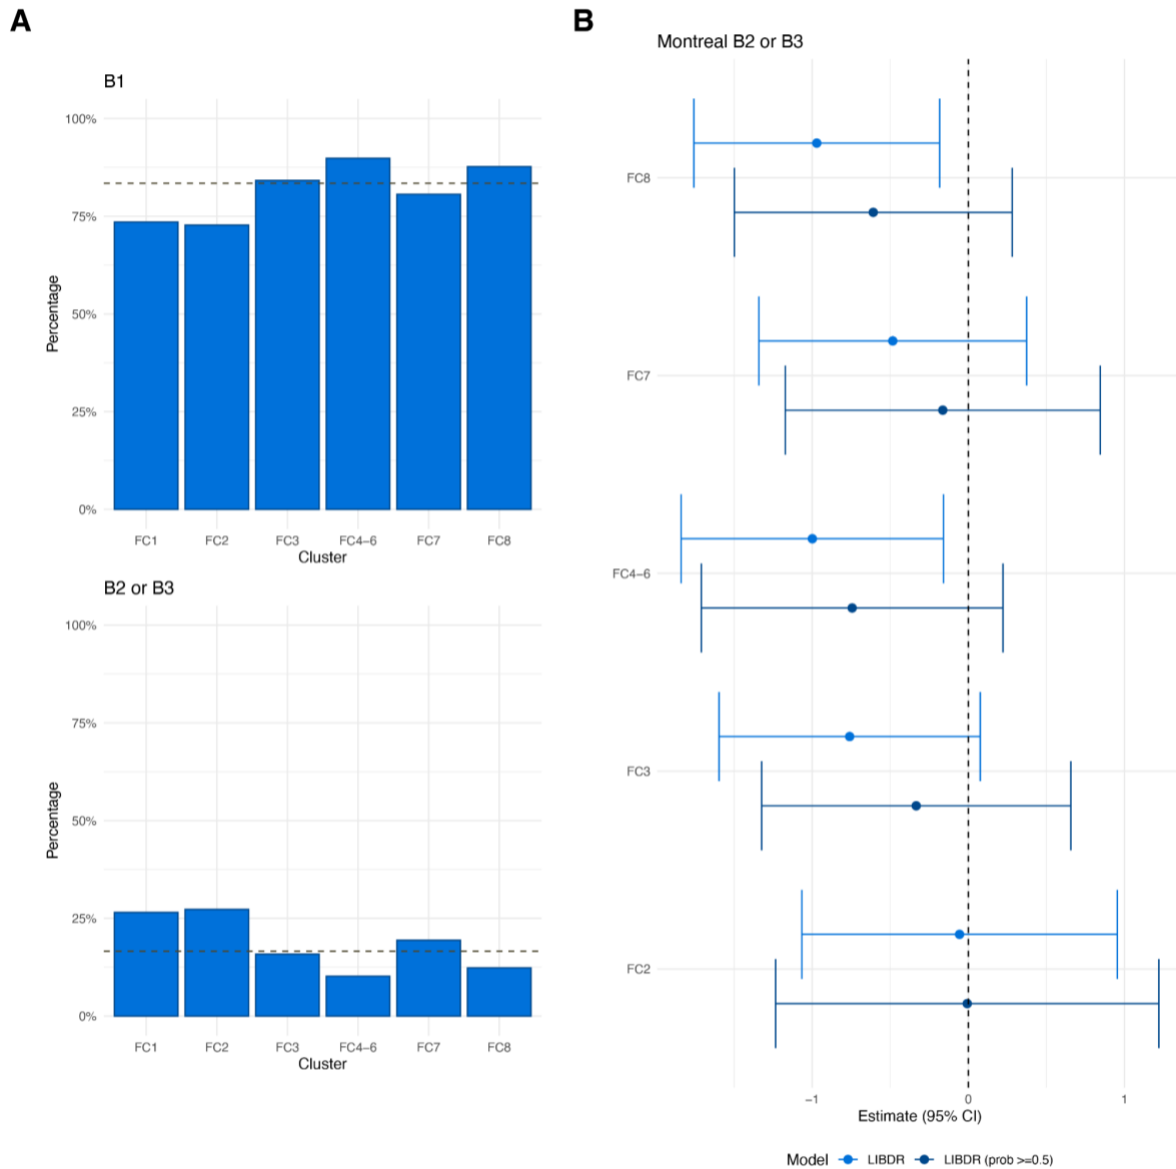 A
B1
100%
75%
50%
25%
0%
Percentage
FC1 FC2 FC3 FC4−6 FC7 FC8
Cluster
B2 or B3
100%
75%
50%
25%
0%
Percentage
FC1 FC2 FC3 FC4−6 FC7 FC8
Cluster
B
Montreal B2 or B3
FC8
FC7
FC4−6
FC3
FC2
−1 0 1
Estimate (95% CI)
Model LIBDR LIBDR (prob >=0.5)